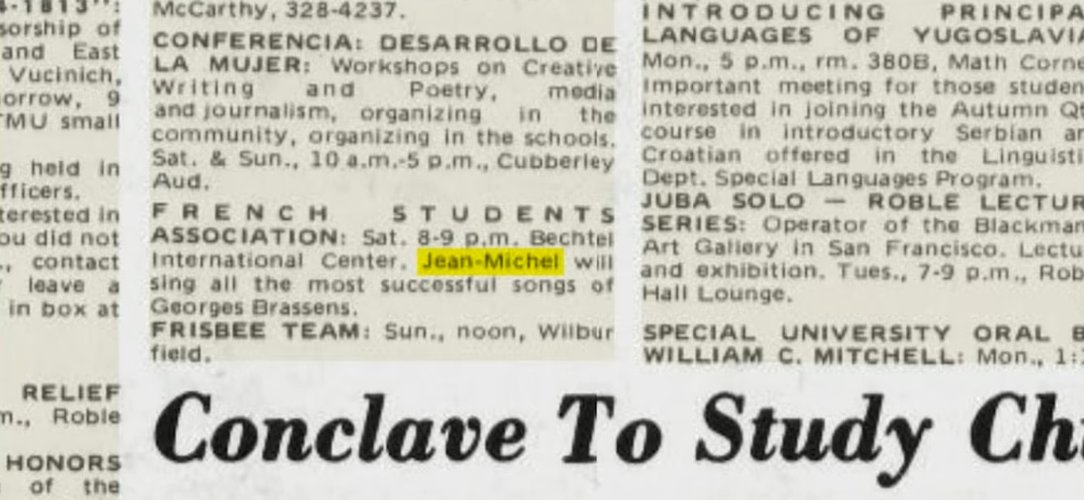 4-1813":
sorship of
and East
Vucinich,
orrow, 9
TMU small
g held in
fficers.
terested in
ou did not
., contact
leave a
in box at
RELIEF
m., Roble
HONORS
of the
McCarthy, 328-4237.
CONFERENCIA: DESARROLLO DE
LA MUJER: Workshops on Creative
Writing and Poetry, media
and journalism, organizing in the
community, organizing in the schools.
Sat. & Sun., 10 a.m.-5 p.m., Cubberley
Aud.
FRENCH STUDENTS
ASSOCIATION: Sat. 8-9 p.m. Bechtel
International Center. Jean-Michel will
sing all the most successful songs of
Georges Brassens.
FRISBEE TEAM: Sun., noon, Wilbur
field.
INTRODUCING PRINCIPA
LANGUAGES OF YUGOSLAVIA
Mon., 5 p.m., rm. 380B, Math Corne
Important meeting for those studen
interested in joining the Autumn Qt
course in introductory Serbian an
Croatian offered in the Linguisti
Dept. Special Languages Program.
JUBA SOLO — ROBLE LECTUR
SERIES: Operator of the Blackman
Art Gallery in San Francisco. Lectu
and exhibition. Tues., 7-9 p.m., Rob
Hall Lounge.
SPECIAL UNIVERSITY ORAL E
WILLIAM C. MITCHELL: Mon., 1:
Conclave To Study Chi